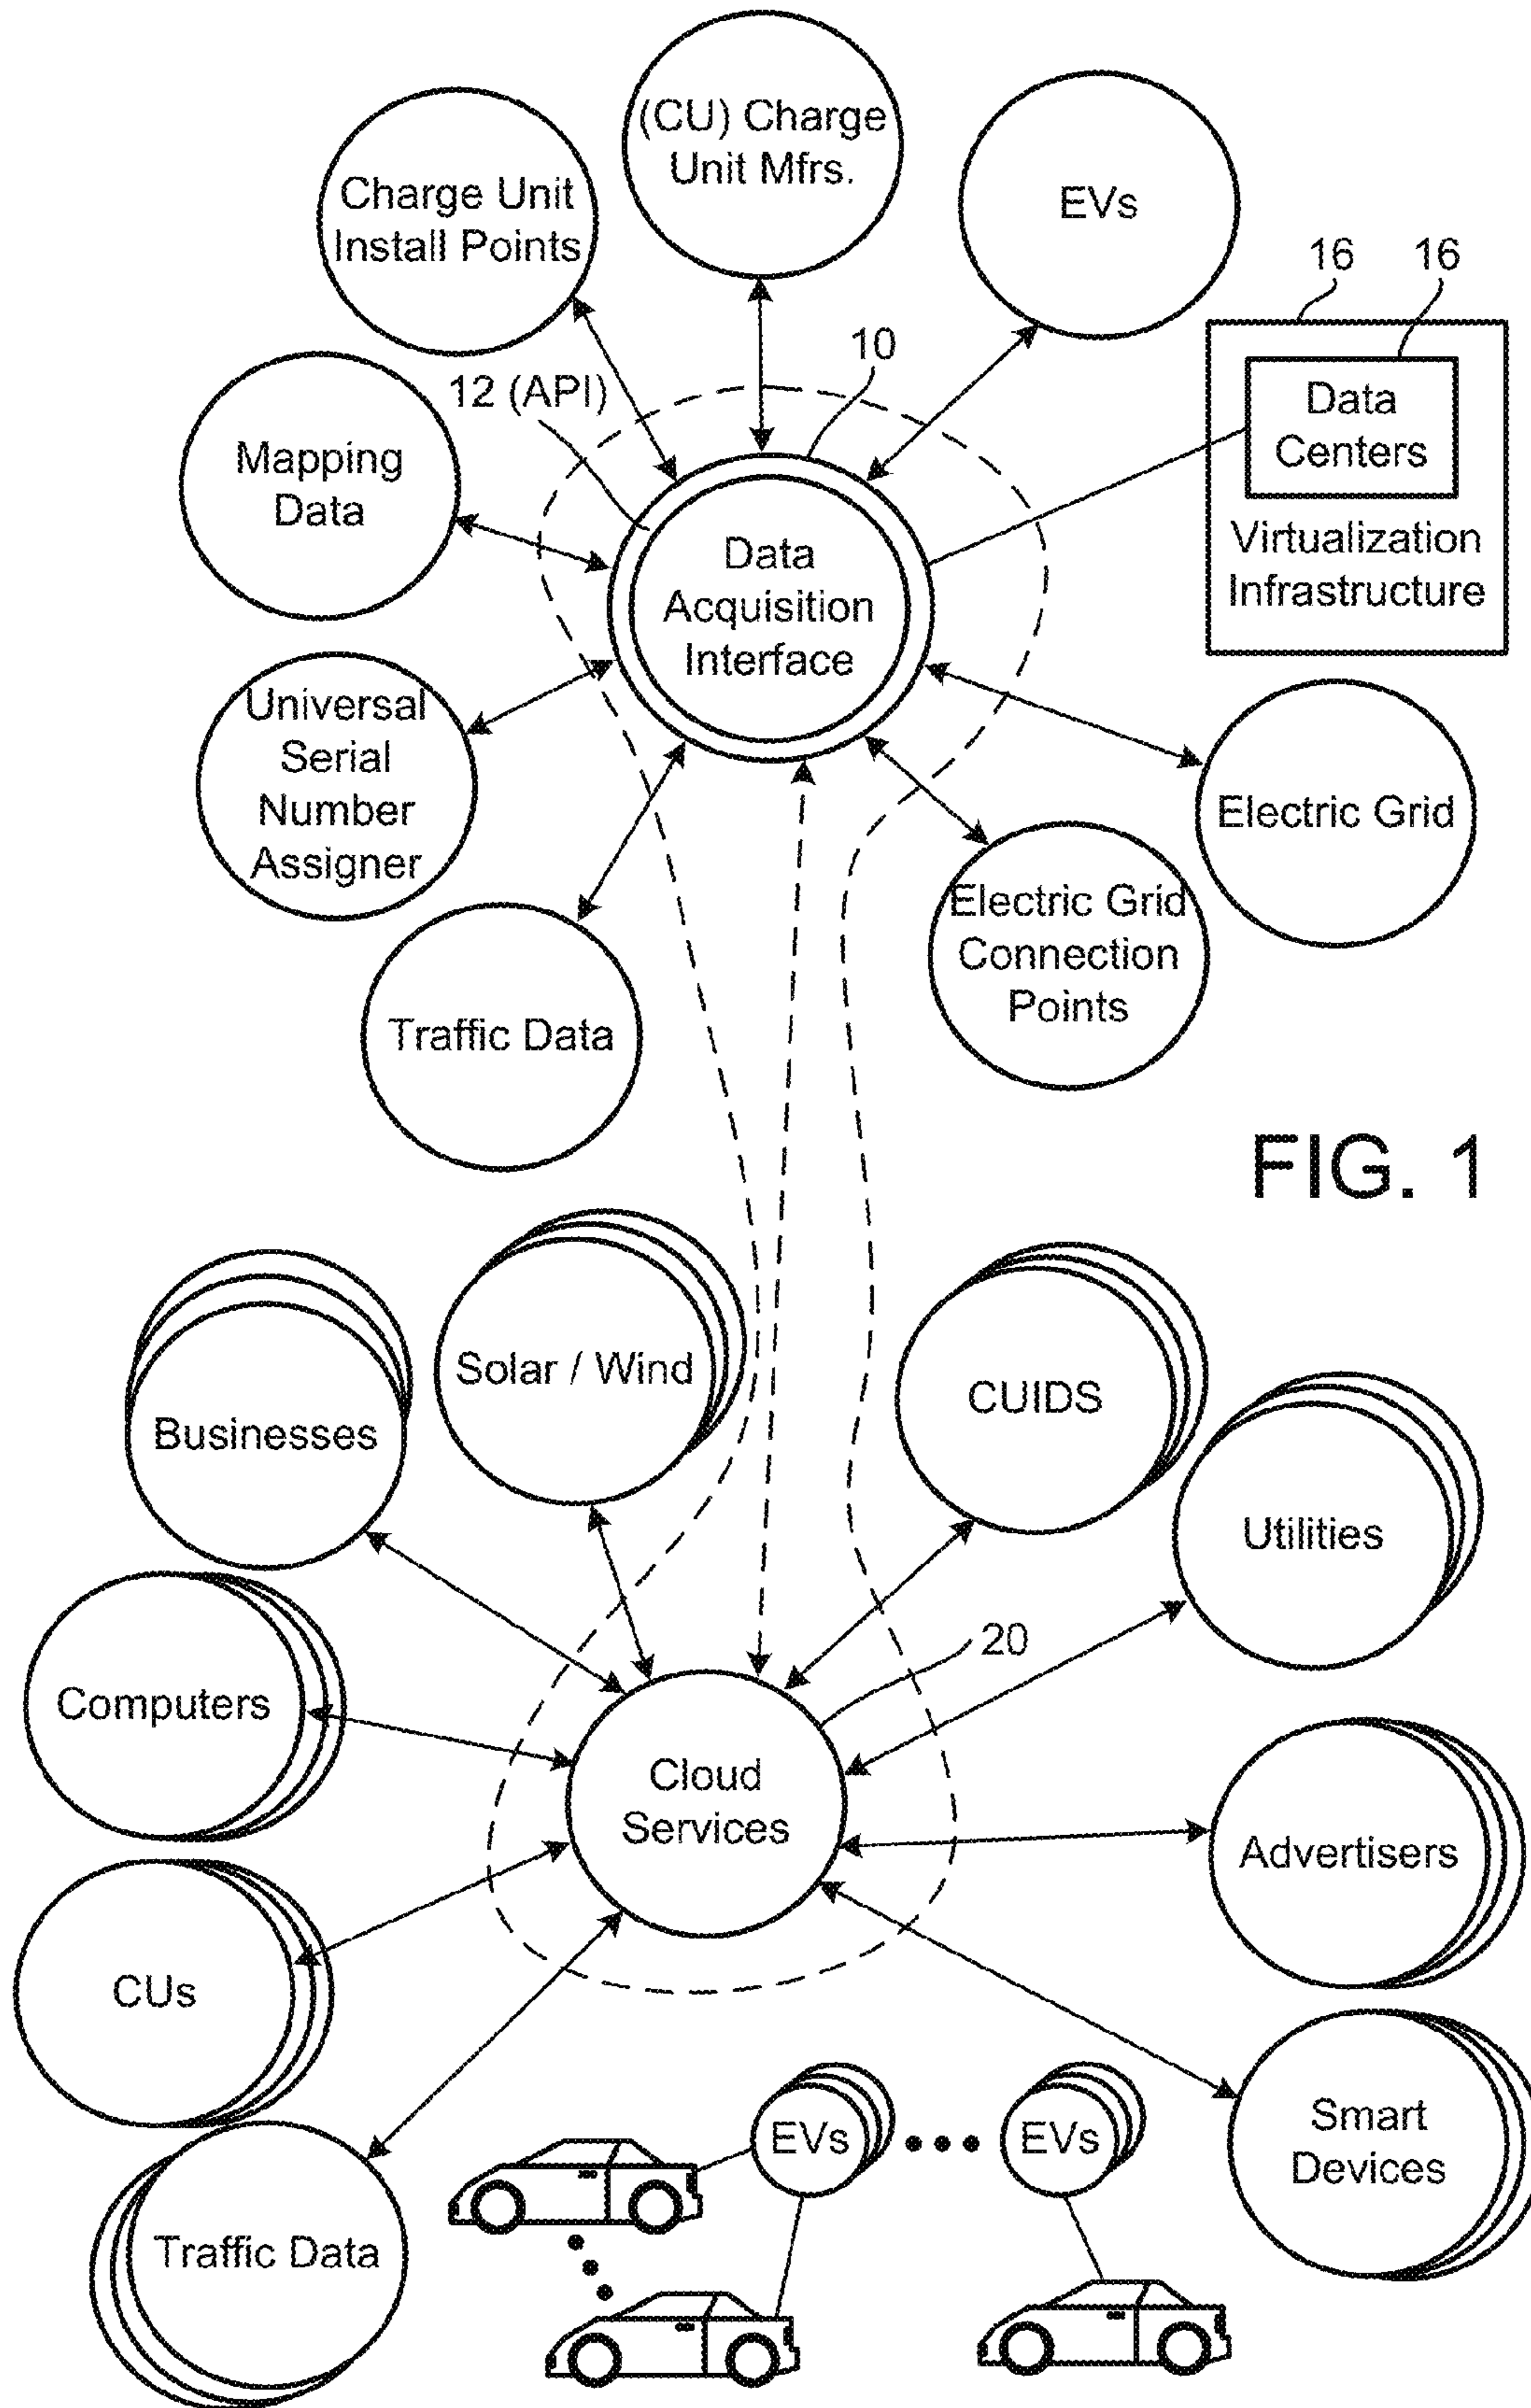 (CU) Charge
Unit Mfrs.
Charge Unit
Install Points
EVs
16
16
10
12 (API)
Data
Centers
Virtualization
Infrastructure
Mapping
Data
Data
Acquisition
Interface
Universal
Serial
Number
Assigner
Electric Grid
Electric Grid
Connection
Points
Traffic Data
FIG. 1
Solar / Wind
CUIDS
Businesses
Utilities
20
Computers
Cloud
Services
Advertisers
CUs
Smart
Devices
EVs
EVs
Traffic Data